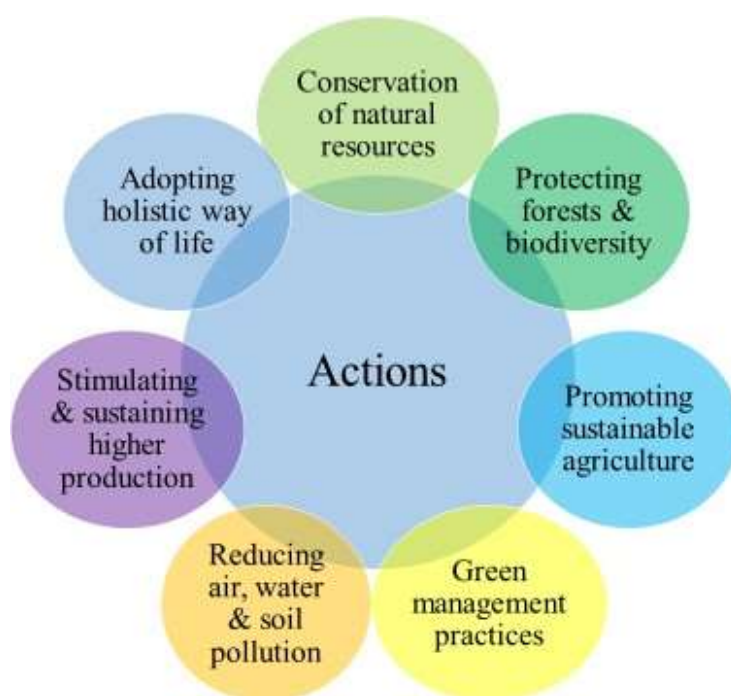 Conservation
of natural
resources
Protecting
forests &
biodiversity
Promoting
sustainable
agriculture
Green
management
practices
Reducing
air, water
& soil
pollution
Stimulating
& sustaining
higher
production
Adopting
holistic way
of life
Actions